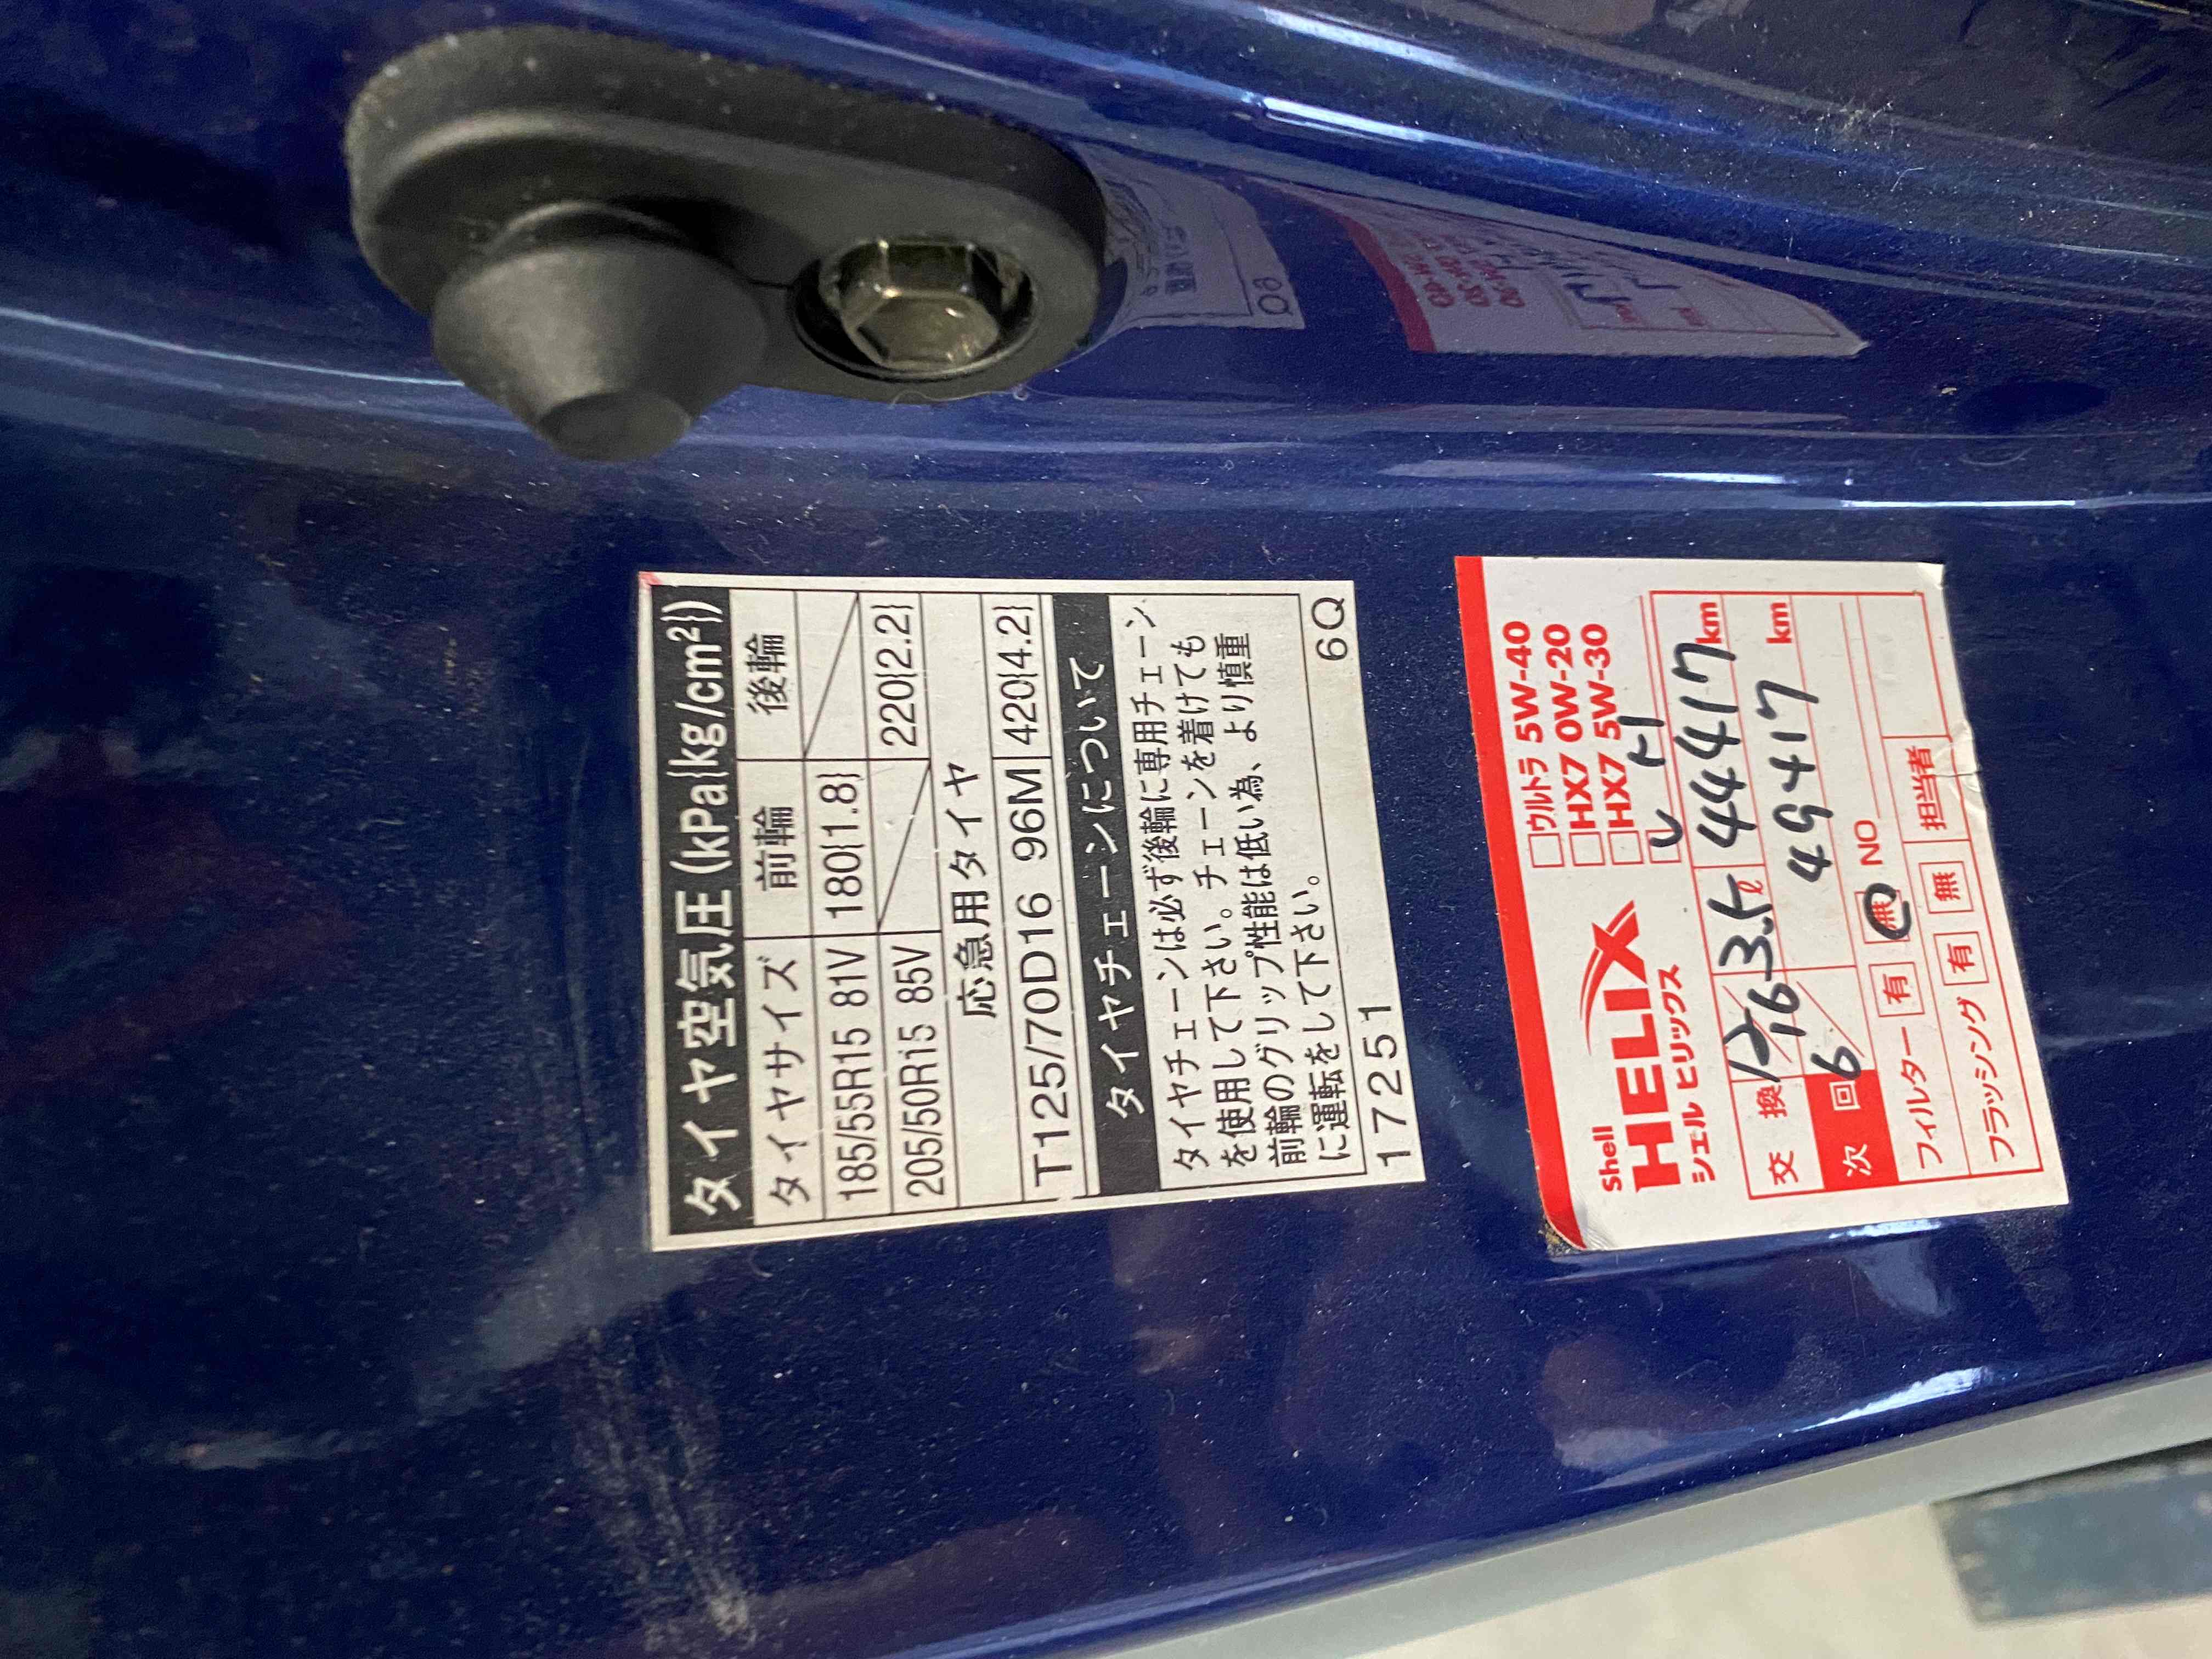 タイヤ空気圧(kPa{kg/cm²})
タイヤサイズ 前輪 後輪
185/55R15 81V 180{1.8}
205/50R15 85V 220{2.2}
応急用タイヤ
T125/70D16 96M 420{4.2}
タイヤチェーンについて
タイヤチェーンは必ず後輪に専用チェーン
を使用して下さい。チェーンを着けても
前輪のグリップ性能は低い為、より慎重
に運転をして下さい。
17251 6Q
Shell
HELIX
シェル ヒリックス
ウルトラ 5W-40
HX7 0W-20
HX7 5W-30
交換 12/16 3.5ℓ 44417km
次回 6/ 49417 km
フィルター 有 無 NO
フラッシング 有 無 担当者